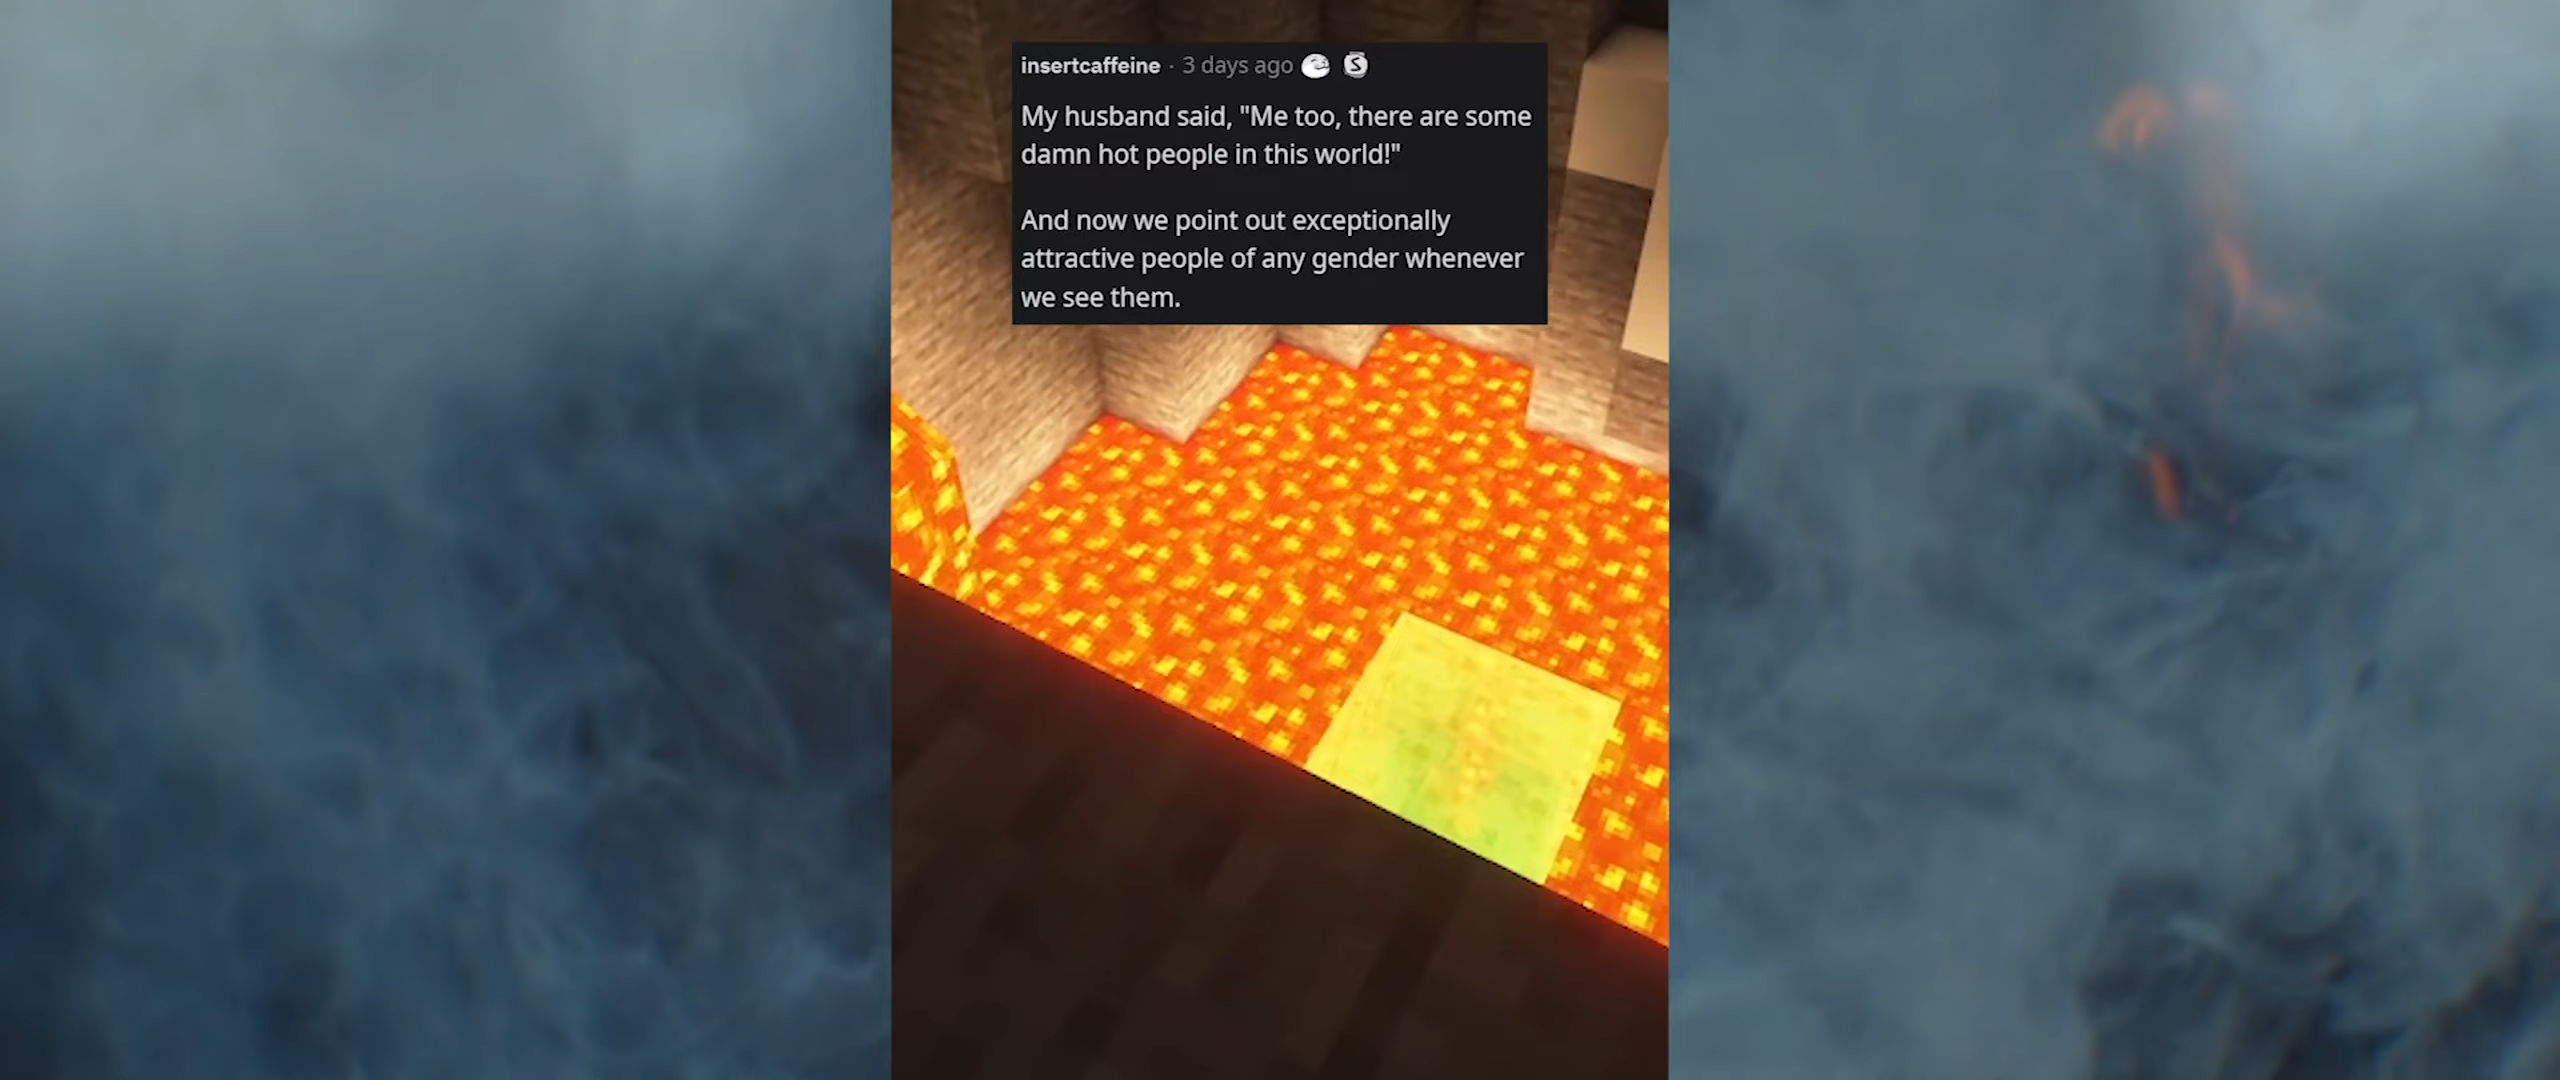 insertcaffeine · 3 days ago
My husband said, "Me too, there are some
damn hot people in this world!"
And now we point out exceptionally
attractive people of any gender whenever
we see them.